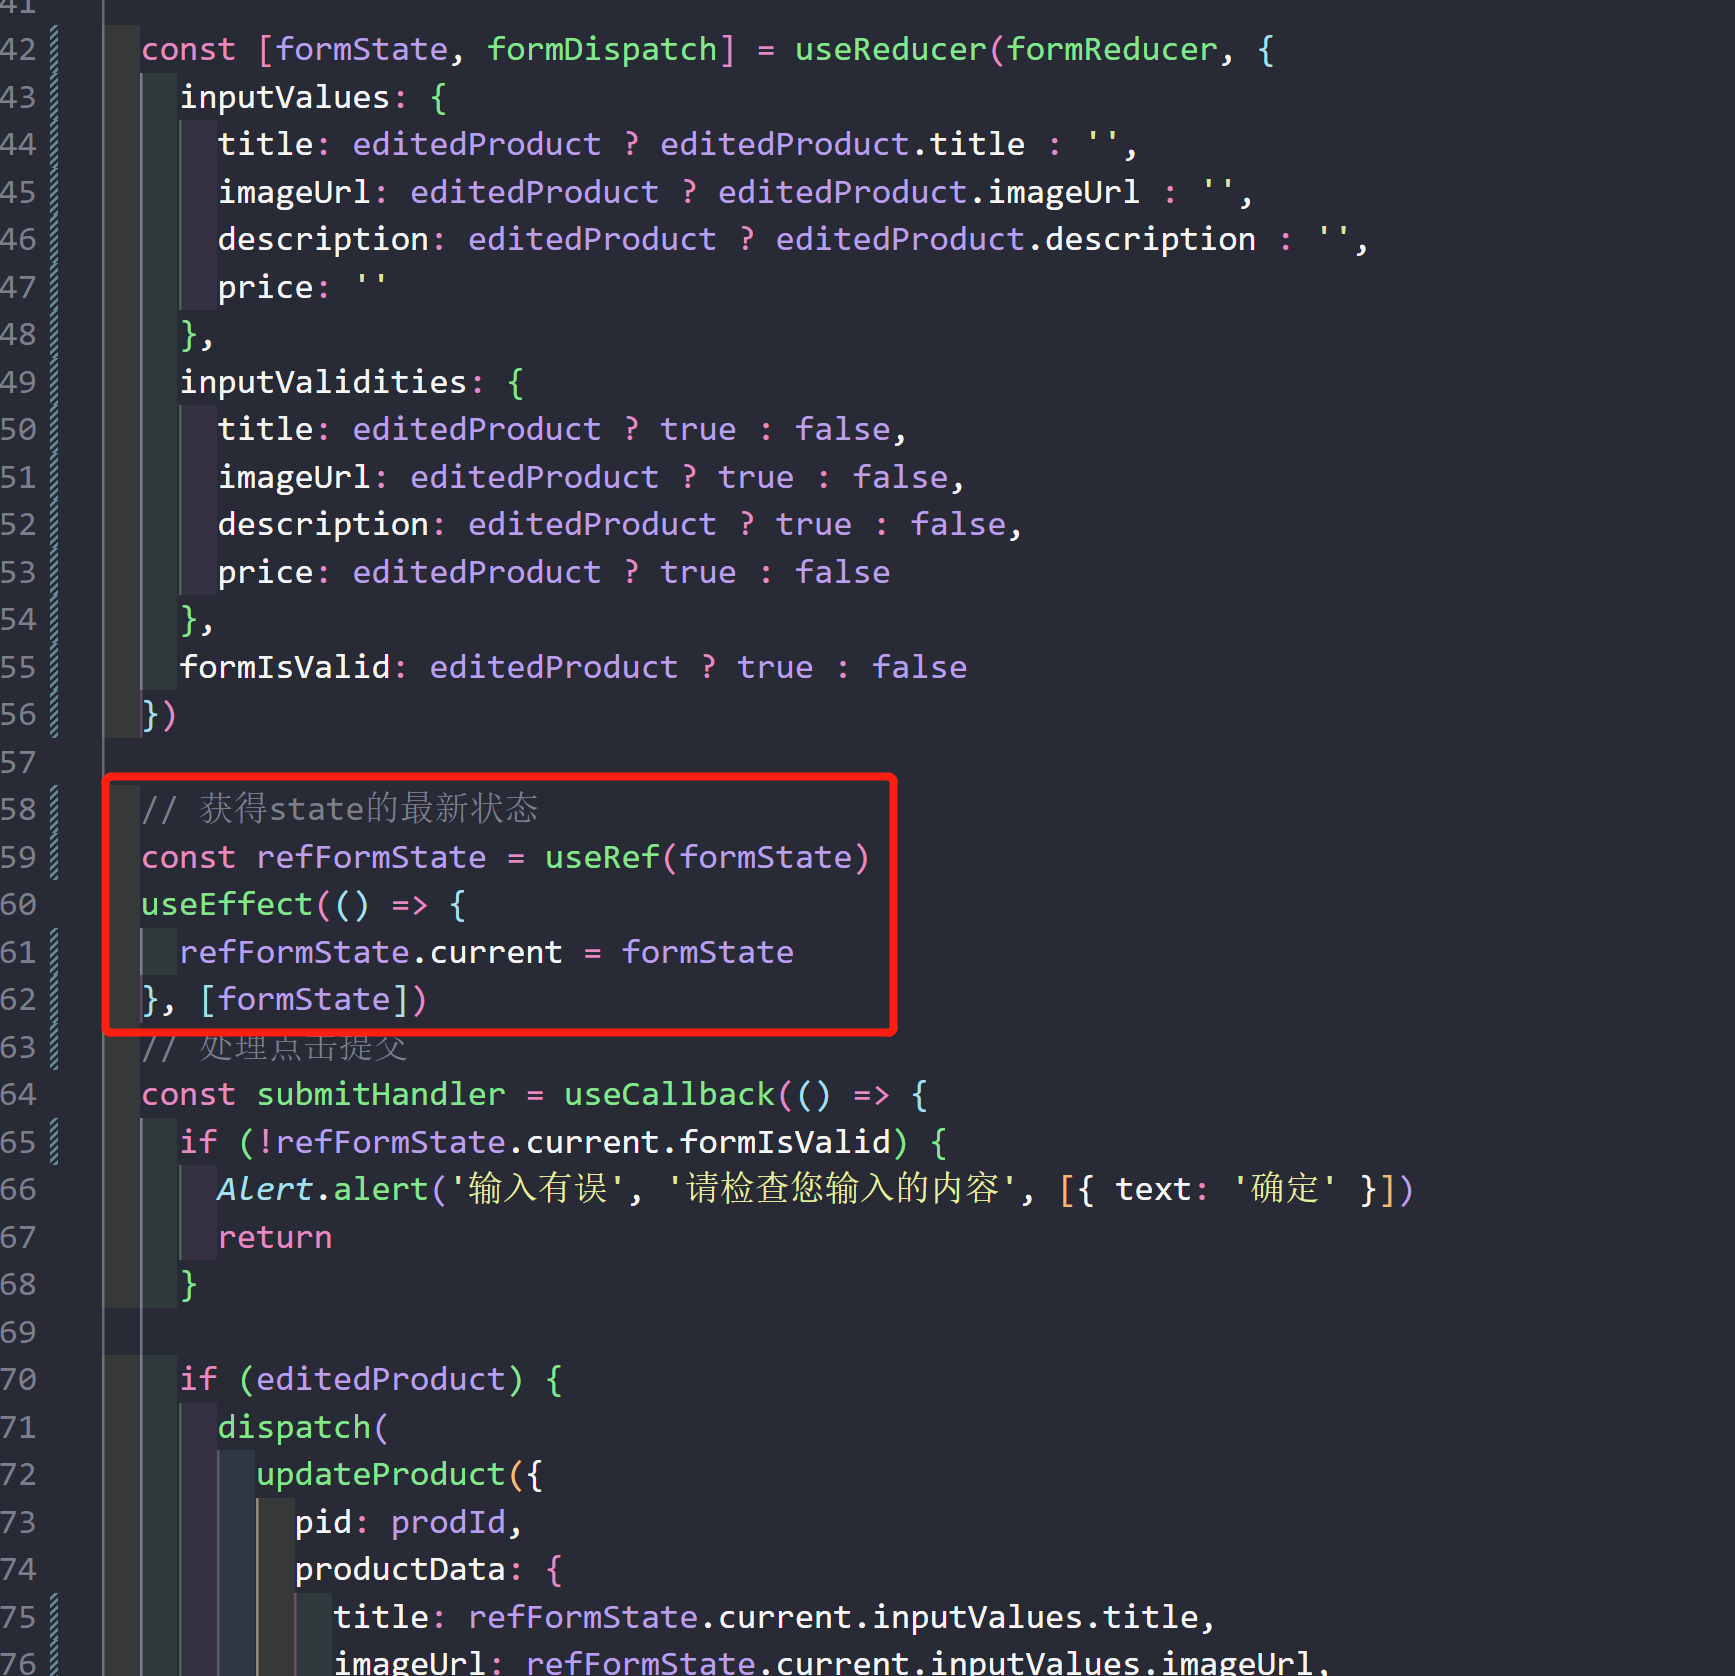 41
42 const [formState, formDispatch] = useReducer(formReducer, {
43 inputValues: {
44 title: editedProduct ? editedProduct.title : '',
45 imageUrl: editedProduct ? editedProduct.imageUrl : '',
46 description: editedProduct ? editedProduct.description : '',
47 price: ''
48 },
49 inputValidities: {
50 title: editedProduct ? true : false,
51 imageUrl: editedProduct ? true : false,
52 description: editedProduct ? true : false,
53 price: editedProduct ? true : false
54 },
55 formIsValid: editedProduct ? true : false
56 })
57
58 // 获得state的最新状态
59 const refFormState = useRef(formState)
60 useEffect(() => {
61 refFormState.current = formState
62 }, [formState])
63 // 处理点击提交
64 const submitHandler = useCallback(() => {
65 if (!refFormState.current.formIsValid) {
66 Alert.alert('输入有误', '请检查您输入的内容', [{ text: '确定' }])
67 return
68 }
69
70 if (editedProduct) {
71 dispatch(
72 updateProduct({
73 pid: prodId,
74 productData: {
75 title: refFormState.current.inputValues.title,
76 imageUrl: refFormState.current.inputValues.imageUrl,